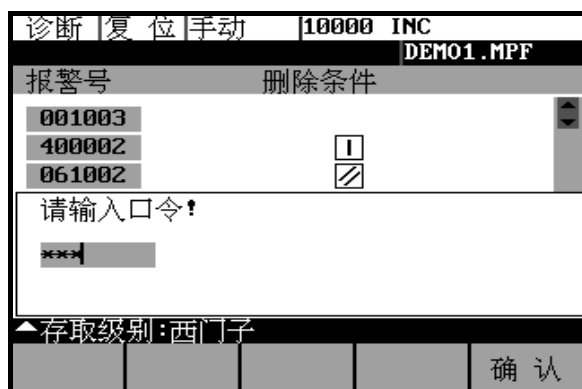 诊断 复 位 手动 10000 INC
DEMO1.MPF
报警号 删除条件
001003
400002
061002
请输入口令!
***
存取级别:西门子
确 认